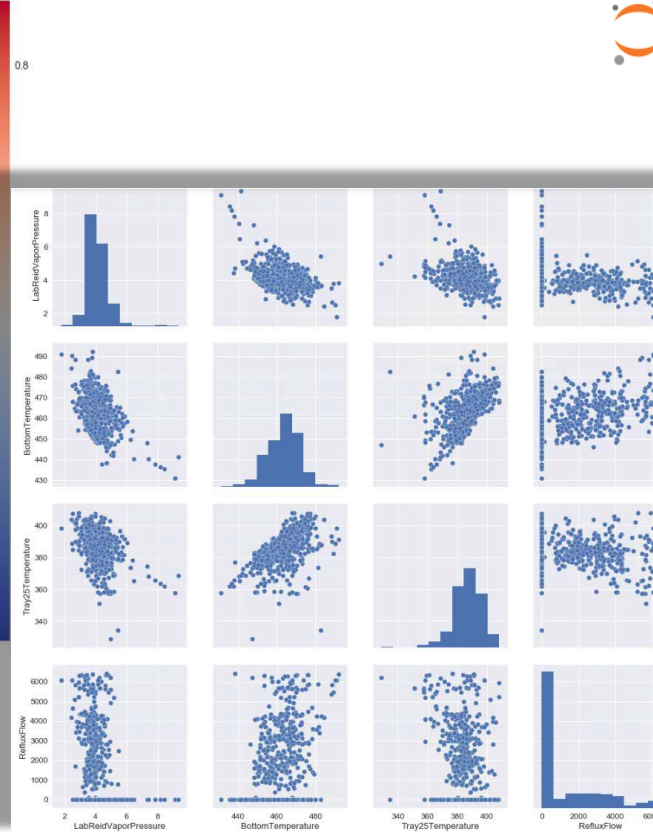 0.8
LabReidVaporPressure
8
6
4
2
BottomTemperature
490
480
470
460
450
440
430
Tray25Temperature
400
380
360
340
RefluxFlow
6000
5000
4000
3000
2000
1000
0
2 4 6 8
440 460 480
340 360 380 400
0 2000 4000
LabReidVaporPressure
BottomTemperature
Tray25Temperature
RefluxFlow